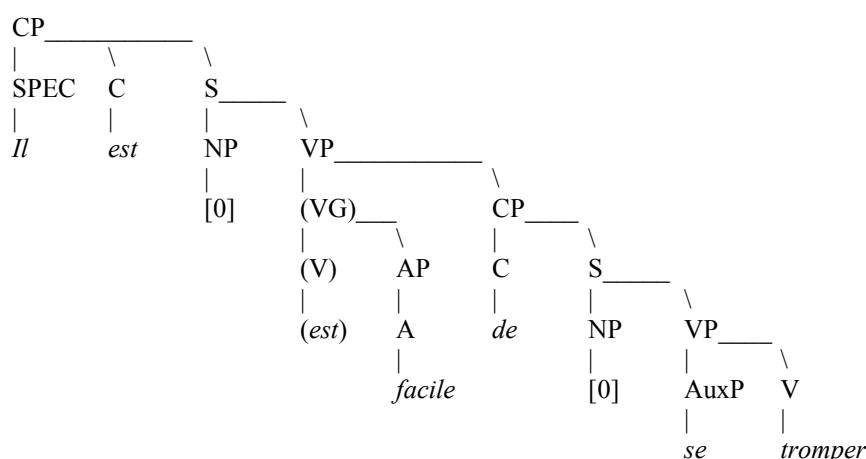 CP
SPEC C S
Il est NP VP
[0] (VG) CP
(V) AP C S
(est) A de NP VP
facile [0] AuxP V
se tromper